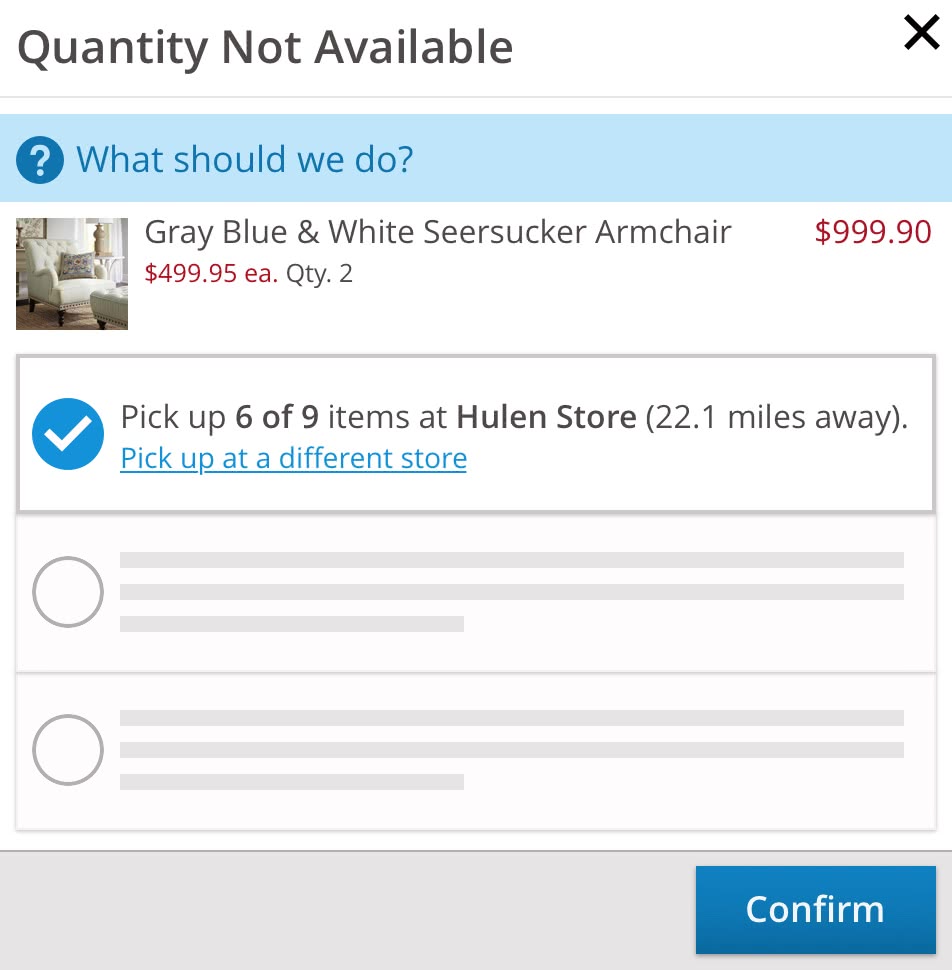 Quantity Not Available
What should we do?
Gray Blue & White Seersucker Armchair
$999.90
$499.95 ea. Qty. 2
Pick up 6 of 9 items at Hulen Store (22.1 miles away).
Pick up at a different store
Confirm